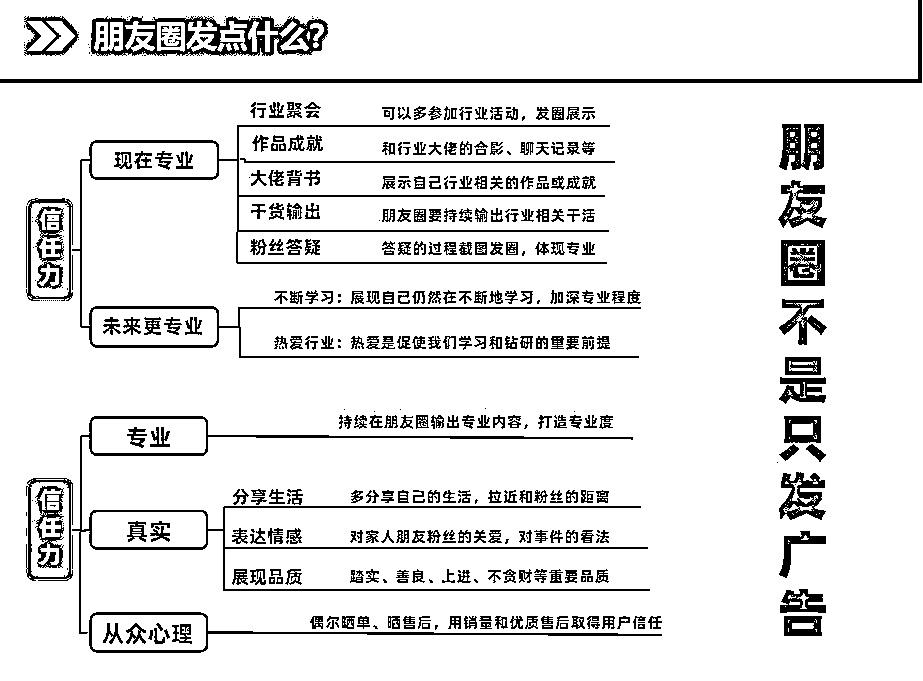 朋友圈发点什么?
信任力
现在专业
行业聚会 可以多参加行业活动，发圈展示
作品成就 和行业大佬的合影、聊天记录等
大佬背书 展示自己行业相关的作品或成就
干货输出 朋友圈要持续输出行业相关干活
粉丝答疑 答疑的过程截图发圈，体现专业
未来更专业
不断学习：展现自己仍然在不断地学习，加深专业程度
热爱行业：热爱是促使我们学习和钻研的重要前提
信任力
专业
持续在朋友圈输出专业内容，打造专业度
真实
分享生活 多分享自己的生活，拉近和粉丝的距离
表达情感 对家人朋友粉丝的关爱，对事件的看法
展现品质 踏实、善良、上进、不贪财等重要品质
从众心理
偶尔晒单、晒售后，用销量和优质售后取得用户信任
朋友圈不是只发广告